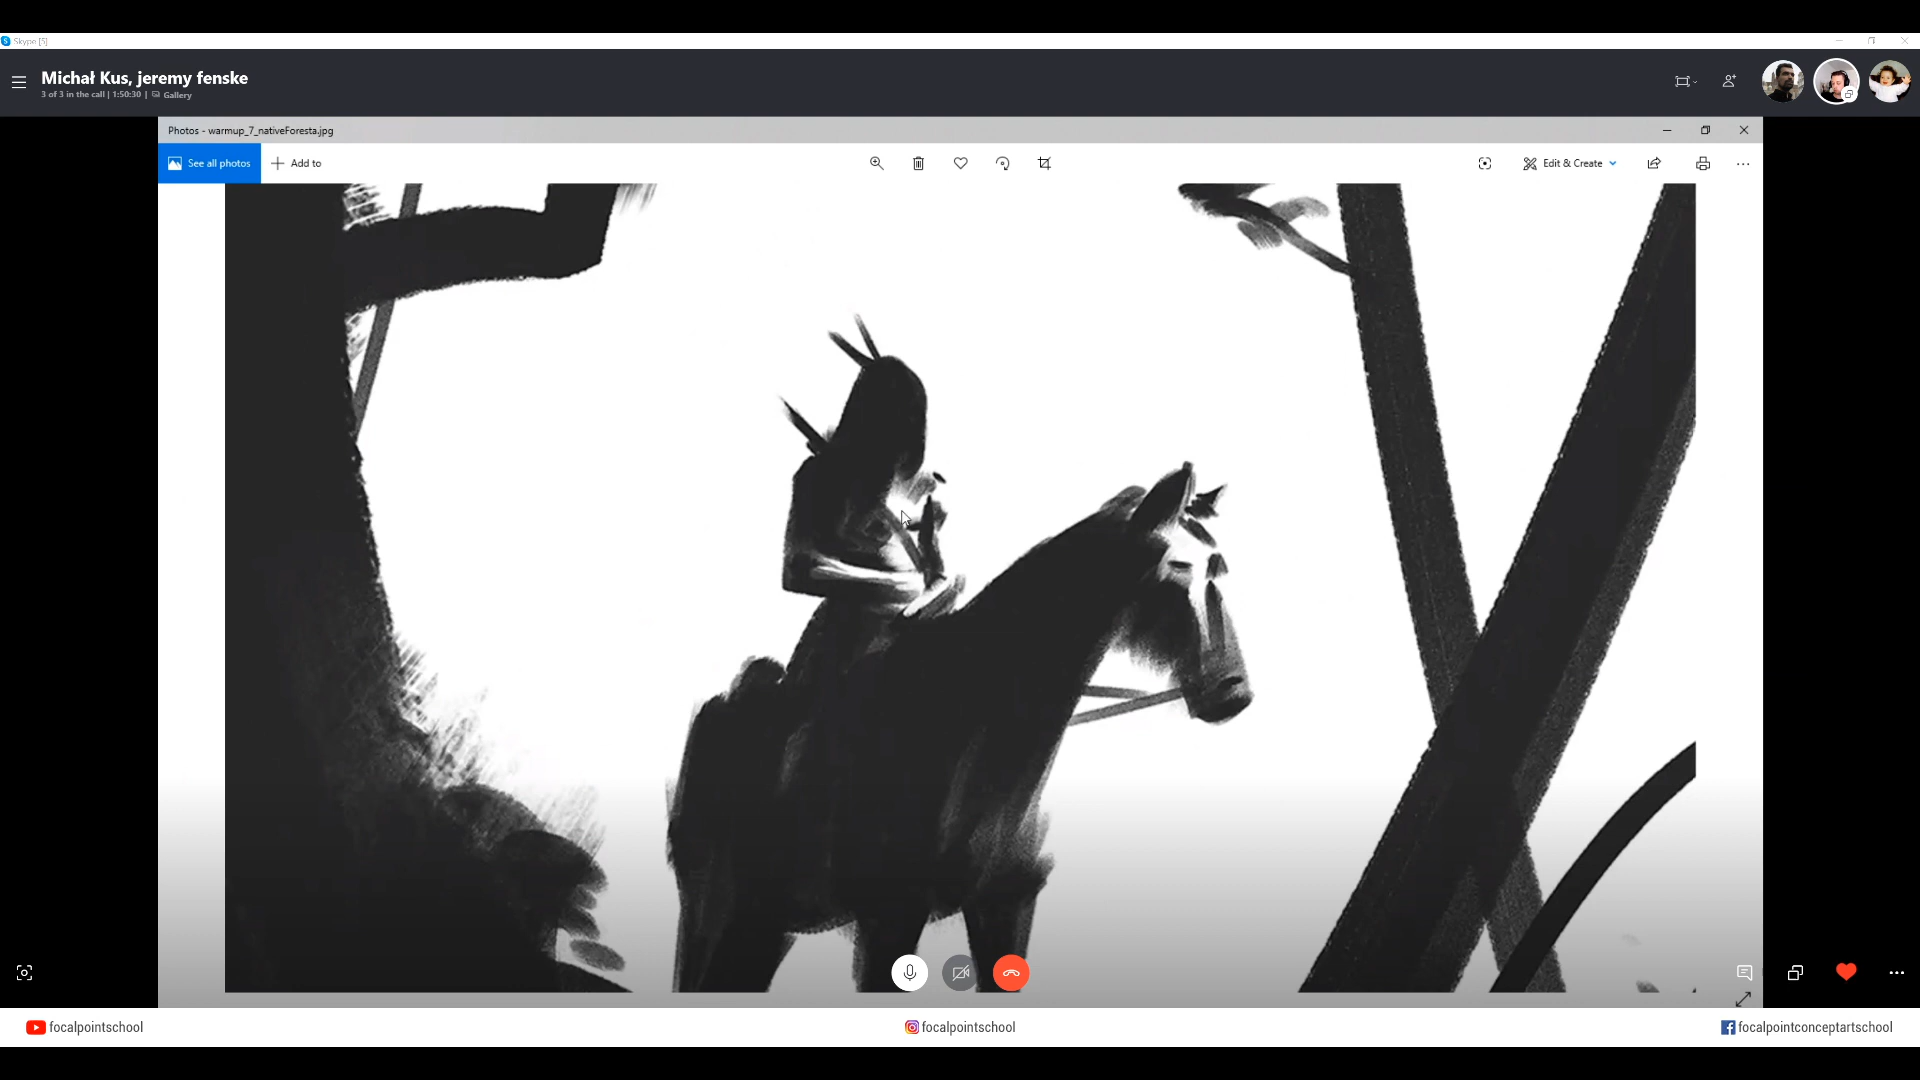 Skype [5]
Michał Kus, jeremy fenske
3 of 3 in the call | 1:50:30 | Gallery
Photos - warmup_7_nativeForesta.jpg
See all photos
Add to
Edit & Create
focalpointschool
focalpointschool
focalpointconceptartschool